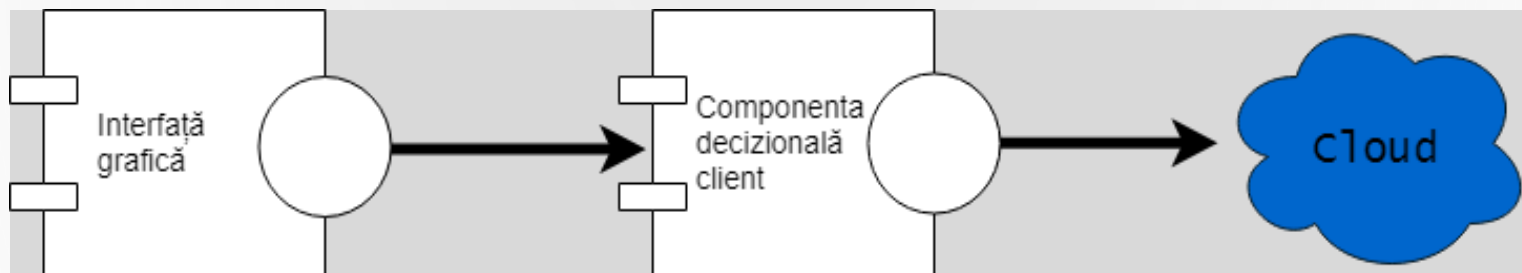 Interfață
grafică
Componenta
decizională
client
Cloud